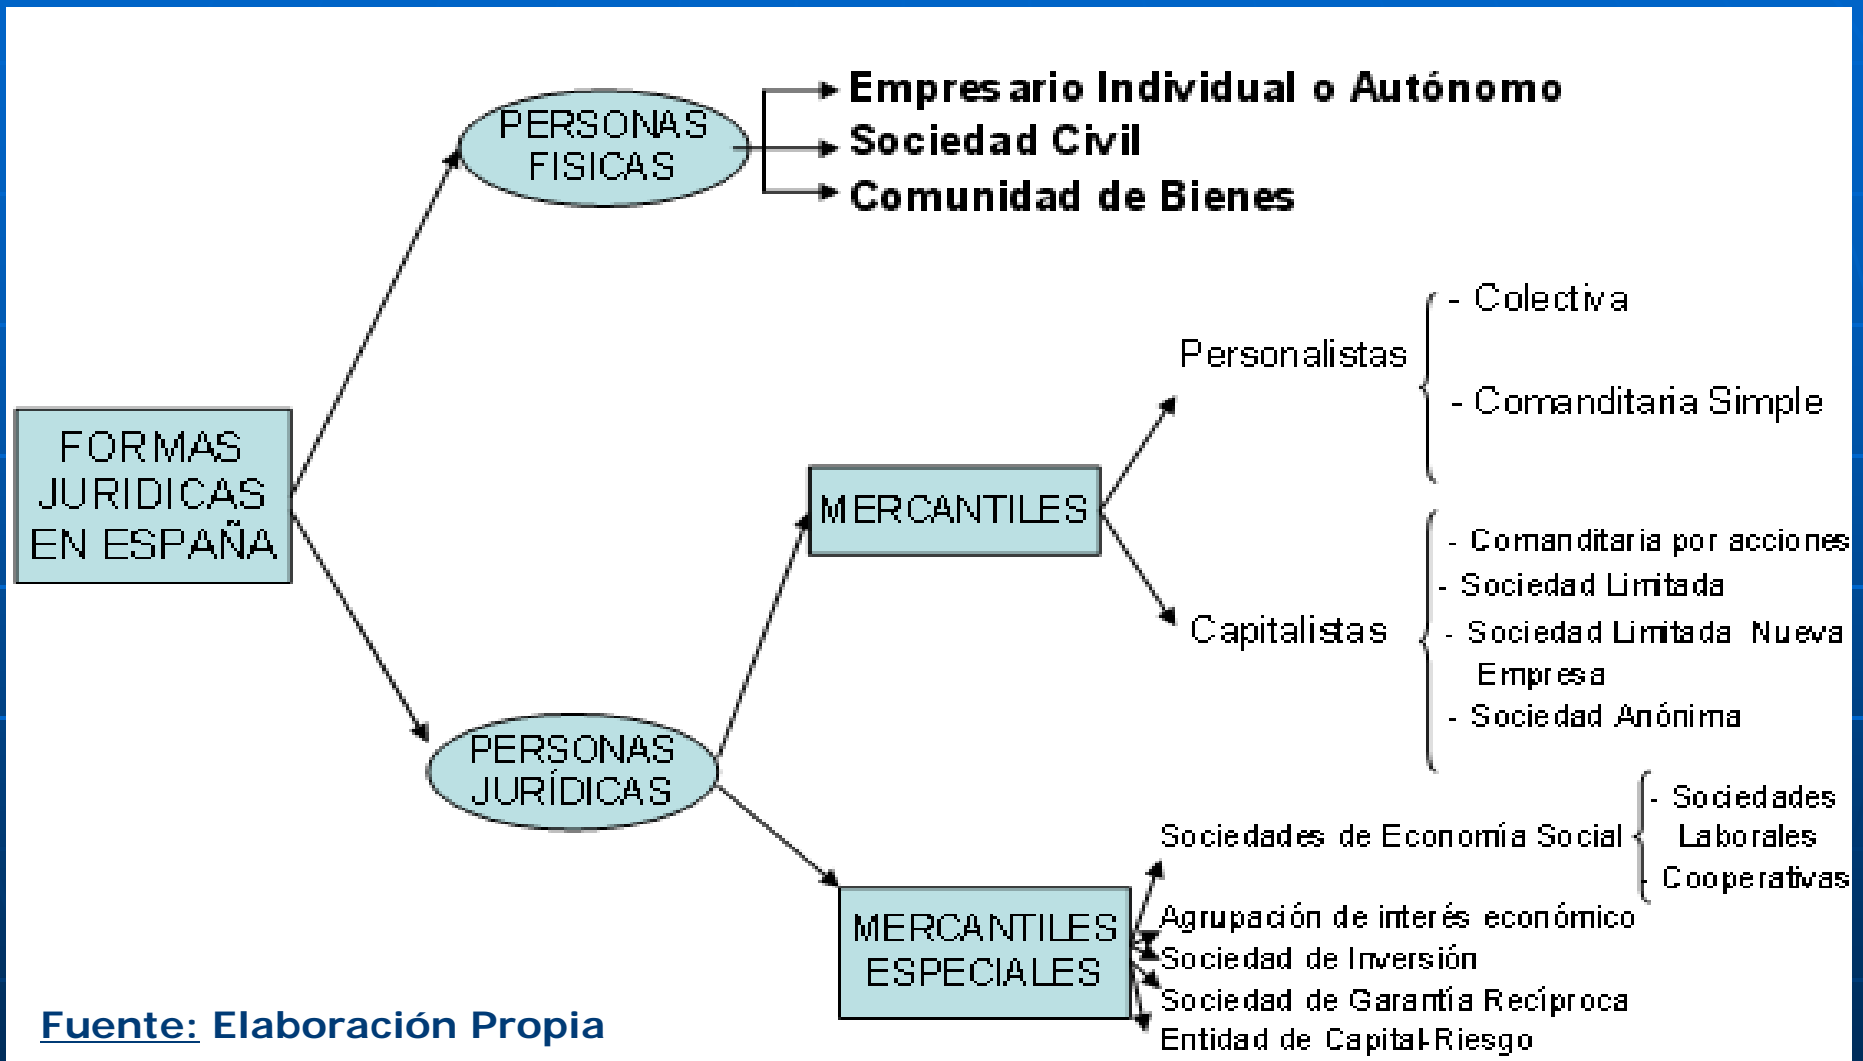 PERSONAS
FISICAS
Empresario Individual o Autónomo
Sociedad Civil
Comunidad de Bienes
FORMAS
JURIDICAS
EN ESPAÑA
PERSONAS
JURÍDICAS
MERCANTILES
Personalistas
- Colectiva
- Comanditaria Simple
Capitalistas
- Comanditaria por acciones
- Sociedad Limitada
- Sociedad Limitada Nueva
Empresa
- Sociedad Anónima
MERCANTILES
ESPECIALES
Sociedades de Economía Social
- Sociedades
Laborales
- Cooperativas
Agrupación de interés económico
Sociedad de Inversión
Sociedad de Garantía Recíproca
Entidad de Capital-Riesgo
Fuente: Elaboración Propia